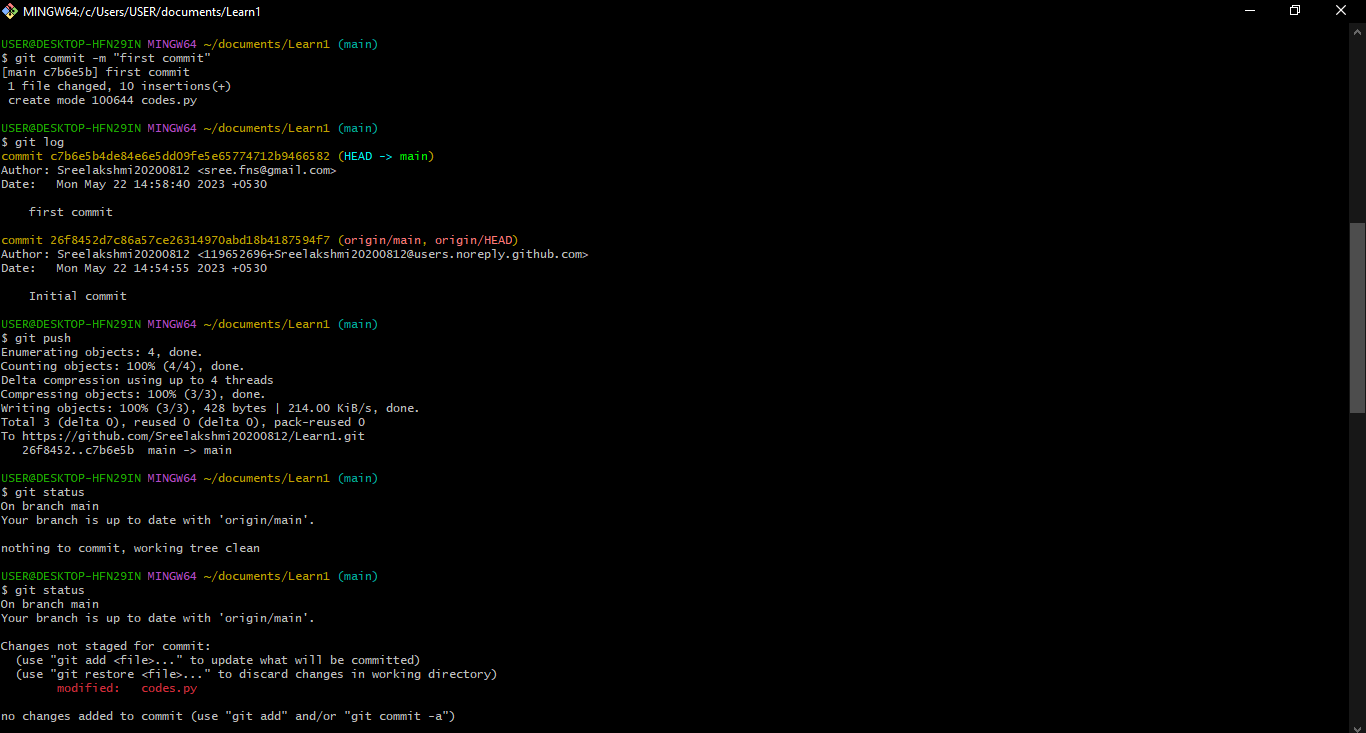 MINGW64:/c/Users/USER/documents/Learn1
USER@DESKTOP-HFN29IN MINGW64 ~/documents/Learn1 (main)
$ git commit -m "first commit"
[main c7b6e5b] first commit
 1 file changed, 10 insertions(+)
 create mode 100644 codes.py
USER@DESKTOP-HFN29IN MINGW64 ~/documents/Learn1 (main)
$ git log
commit c7b6e5b4de84e6e5dd09fe5e65774712b9466582 (HEAD -> main)
Author: Sreelakshmi20200812 <sree.fns@gmail.com>
Date:   Mon May 22 14:58:40 2023 +0530
    first commit
commit 26f8452d7c86a57ce26314970abd18b4187594f7 (origin/main, origin/HEAD)
Author: Sreelakshmi20200812 <119652696+Sreelakshmi20200812@users.noreply.github.com>
Date:   Mon May 22 14:54:55 2023 +0530
    Initial commit
USER@DESKTOP-HFN29IN MINGW64 ~/documents/Learn1 (main)
$ git push
Enumerating objects: 4, done.
Counting objects: 100% (4/4), done.
Delta compression using up to 4 threads
Compressing objects: 100% (3/3), done.
Writing objects: 100% (3/3), 428 bytes | 214.00 KiB/s, done.
Total 3 (delta 0), reused 0 (delta 0), pack-reused 0
To https://github.com/Sreelakshmi20200812/Learn1.git
   26f8452..c7b6e5b  main -> main
USER@DESKTOP-HFN29IN MINGW64 ~/documents/Learn1 (main)
$ git status
On branch main
Your branch is up to date with 'origin/main'.
nothing to commit, working tree clean
USER@DESKTOP-HFN29IN MINGW64 ~/documents/Learn1 (main)
$ git status
On branch main
Your branch is up to date with 'origin/main'.
Changes not staged for commit:
  (use "git add <file>..." to update what will be committed)
  (use "git restore <file>..." to discard changes in working directory)
        modified:   codes.py
no changes added to commit (use "git add" and/or "git commit -a")